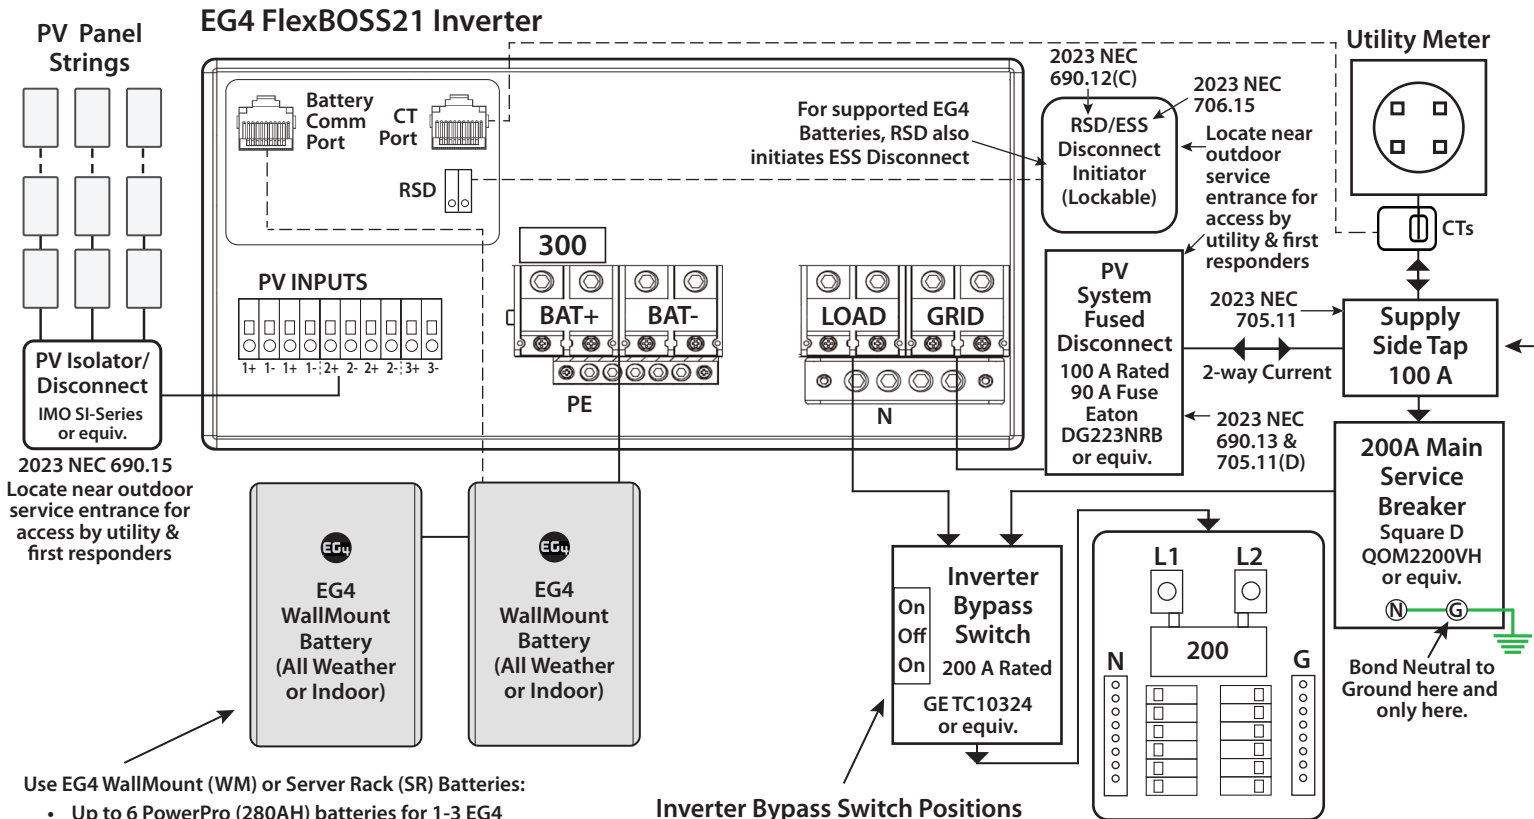 EG4 FlexBOSS21 Inverter
PV Panel
Strings
Battery
Comm
Port
CT
Port
RSD
300
BAT+
BAT-
PE
LOAD
GRID
N
PV INPUTS
1+ 1- 1+ 1- 2+ 2- 2+ 2- 3+ 3-
PV Isolator/
Disconnect
IMO SI-Series
or equiv.
2023 NEC 690.15
Locate near outdoor
service entrance for
access by utility &
first responders
For supported EG4
Batteries, RSD also
initiates ESS Disconnect
2023 NEC
690.12(C)
2023 NEC
706.15
RSD/ESS
Disconnect
Initiator
(Lockable)
Locate near
outdoor
service
entrance for
access by
utility & first
responders
Utility Meter
CTs
PV
System
Fused
Disconnect
100 A Rated
90 A Fuse
Eaton
DG223NRB
or equiv.
2023 NEC
705.11
2-way Current
2023 NEC
690.13 &
705.11(D)
Supply
Side Tap
100 A
200A Main
Service
Breaker
Square D
QOM2200VH
or equiv.
N
G
Bond Neutral to
Ground here and
only here.
EG4
EG4
WallMount
Battery
(All Weather
or Indoor)
EG4
EG4
WallMount
Battery
(All Weather
or Indoor)
On
Off
On
Inverter
Bypass
Switch
200 A Rated
GE TC10324
or equiv.
L1
L2
200
N
G
Use EG4 WallMount (WM) or Server Rack (SR) Batteries:
• Up to 6 PowerPro (280AH) batteries for 1-3 EG4
Inverter Bypass Switch Positions